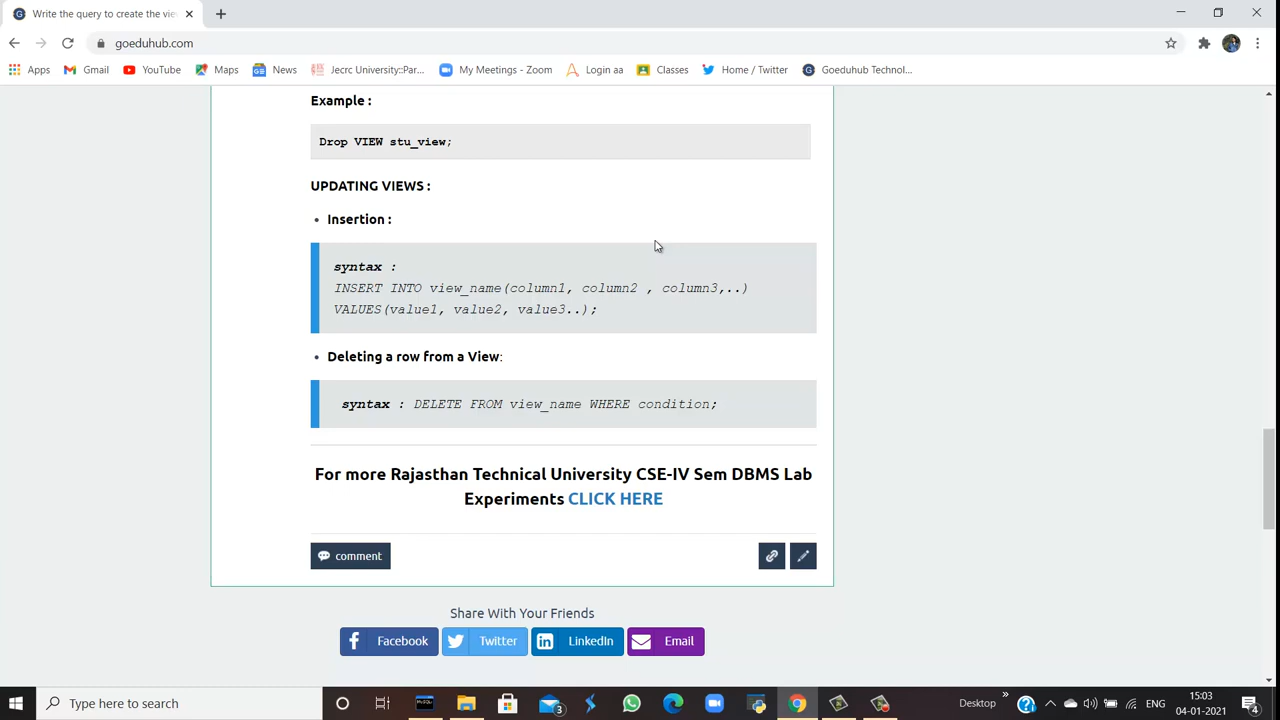 Write the query to create the vie
goeduhub.com
Apps Gmail YouTube Maps News Jecrc University::Par... My Meetings - Zoom Login aa Classes Home / Twitter Goeduhub Technol...
Example :
Drop VIEW stu_view;
UPDATING VIEWS :
• Insertion :
syntax :
INSERT INTO view_name(column1, column2 , column3,..)
VALUES(value1, value2, value3..);
• Deleting a row from a View:
syntax : DELETE FROM view_name WHERE condition;
For more Rajasthan Technical University CSE-IV Sem DBMS Lab
Experiments CLICK HERE
comment
Share With Your Friends
Facebook Twitter LinkedIn Email
Type here to search
3
Desktop
»
ENG
15:03
04-01-2021
4